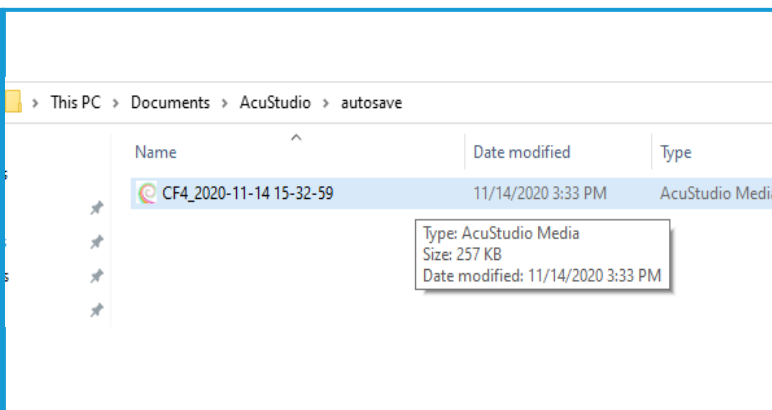 This PC > Documents > AcuStudio > autosave
Name Date modified Type
CF4_2020-11-14 15-32-59 11/14/2020 3:33 PM AcuStudio Media
Type: AcuStudio Media
Size: 257 KB
Date modified: 11/14/2020 3:33 PM